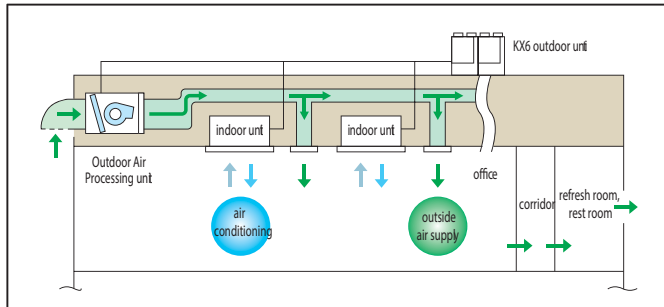 KX6 outdoor unit
indoor unit
indoor unit
Outdoor Air
Processing unit
office
air
conditioning
outside
air supply
corridor
refresh room,
rest room